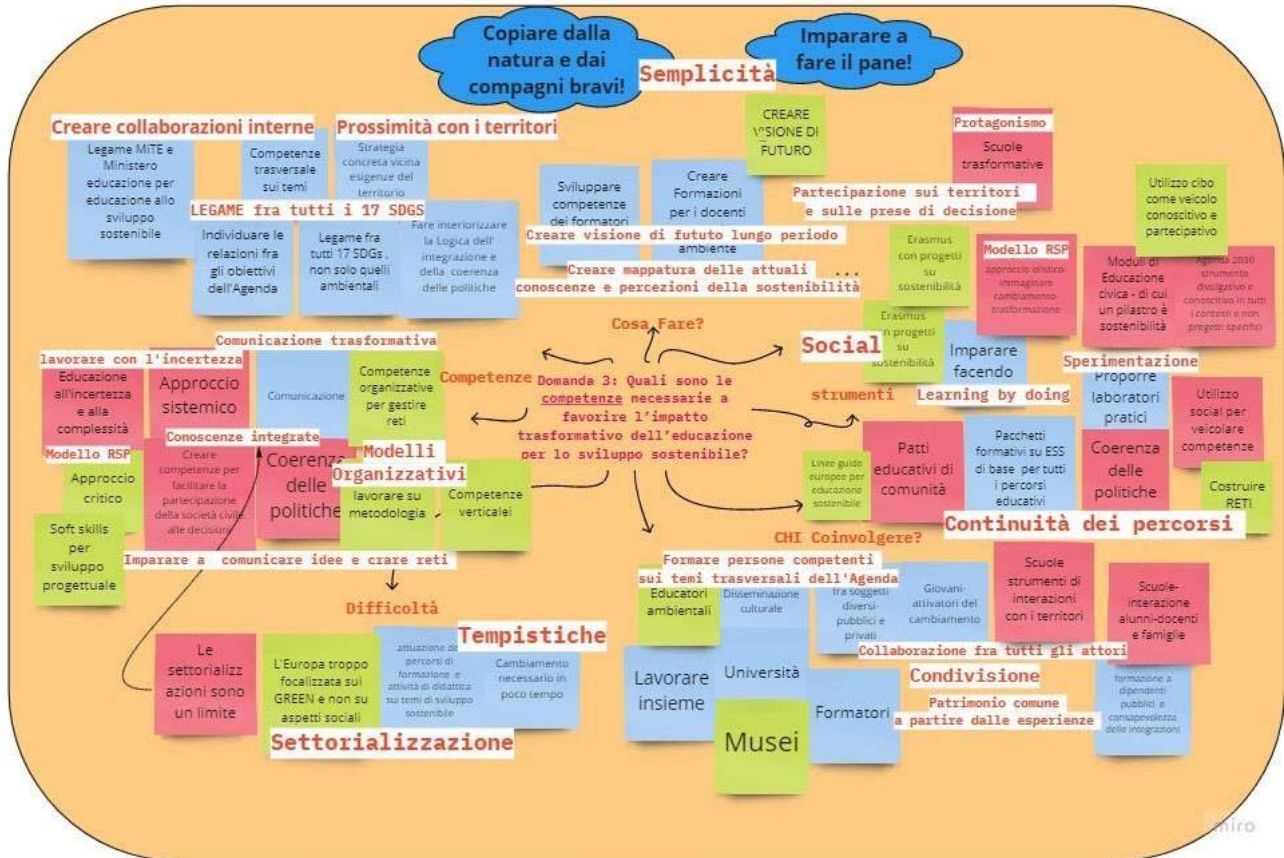 Copiare dalla
natura e dai
compagni bravi!
Imparare a
fare il pane!
Semplicità
Creare collaborazioni interne
Legame MiTE e
Ministero
educazione per
educazione allo
sviluppo
sostenibile
Competenze
trasversale
sui temi
Prossimità con i territori
Strategia
concreta vicina
esigenze del
territorio
LEGAME fra tutti i 17 SDGS
Individuare le
relazioni fra
gli obiettivi
dell'Agenda
Legame fra
tutti 17 SDGs ,
non solo quelli
ambientali
Fare interiorizzare
la Logica dell'
integrazione e
della coerenza
delle politiche
CREARE
SIONE DI
FUTURO
Sviluppare
competenze
dei formatori
Creare
Formazioni
per i docenti
ambiente
Creare visione di fututo lungo periodo
Creare mappatura delle attuali ...
conoscenze e percezioni della sostenibilità
Protagonismo
Scuole
trasformative
Partecipazione sui territori
e sulle prese di decisione
Utilizzo cibo
come veicolo
conoscitivo e
partecipativo
Erasmus
con progetti
su
sostenibilità
Modello RSP
approccio olistico-
immaginare
cambiamento-
trasformazione
Moduli di
Educazione
civica - di cui
un pilastro è
sostenibilità
Agenda 2030
strumento
divulgativo e
conoscitivo in tutti
i contesti e non
progetti specifici
Cosa Fare?
Social
Erasmus
con progetti
su
sostenibilità
Imparare
facendo
Sperimentazione
Proporre
laboratori
pratici
Utilizzo
social per
veicolare
competenze
strumenti
Learning by doing
Comunicazione trasformativa
lavorare con l'incertezza
Educazione
all'incertezza
e alla
complessità
Approccio
sistemico
Comunicazione
Competenze
organizzative
per gestire
reti
Competenze
Domanda 3: Quali sono le
competenze necessarie a
favorire l'impatto
trasformativo dell'educazione
per lo sviluppo sostenibile?
Conoscenze integrate
Modello RSP
Approccio
critico
Creare
competenze per
facilitare la
partecipazione
della società civile
alle decisioni
Coerenza
delle
politiche
Modelli
Organizzativi
lavorare su
metodologia
Competenze
verticalei
Soft skills
per
sviluppo
progettuale
Imparare a comunicare idee e crare reti
Linee guide
europee per
educazione
sostenibile
Patti
educativi di
comunità
Pacchetti
formativi su ESS
di base per tutti
i percorsi
educativi
Coerenza
delle
politiche
Costruire
RETI
Continuità dei percorsi
CHI Coinvolgere?
Formare persone competenti
sui temi trasversali dell'Agenda
Educatori
ambientali
Disseminazione
culturale
fra soggetti
diversi-
pubblici e
privati
Giovani-
attivatori del
cambiamento
Scuole
strumenti di
interazioni
con i territori
Scuole-
interazione
alunni-docenti
e famiglie
Collaborazione fra tutti gli attori
Lavorare
insieme
Università
Musei
Formatori
Condivisione
Patrimonio comune
a partire dalle esperienze
formazione a
dipendenti
pubblici e
consapevolezza
delle integrazioni
Difficoltà
Tempistiche
Le
settorializz
azioni sono
un limite
L'Europa troppo
focalizzata sul
GREEN e non su
aspetti sociali
attuazione
percorsi di
formazione e
attività di didattica
sui temi di sviluppo
sostenibile
Cambiamento
necessario in
poco tempo
Settorializzazione
miro